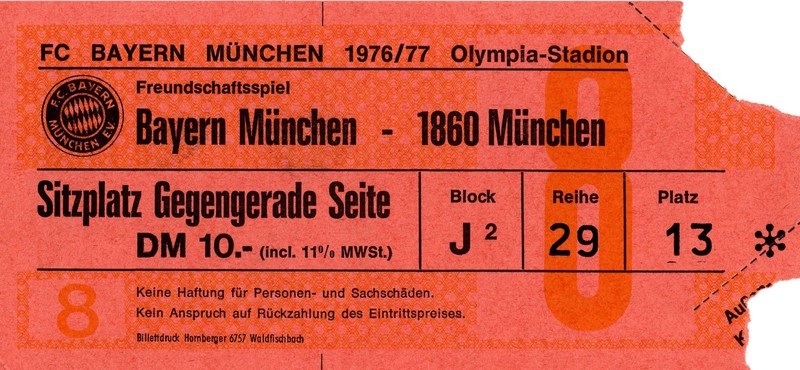 FC BAYERN MÜNCHEN 1976/77 Olympia-Stadion
F.C. BAYERN MÜNCHEN E.V.
Freundschaftsspiel
Bayern München - 1860 München
Sitzplatz Gegengerade Seite
DM 10.- (incl. 11% MWSt.)
Block Reihe Platz
J 2 29 13
8
8
Keine Haftung für Personen- und Sachschäden.
Kein Anspruch auf Rückzahlung des Eintrittspreises.
Billettdruck Hornberger 6757 Waldfischbach